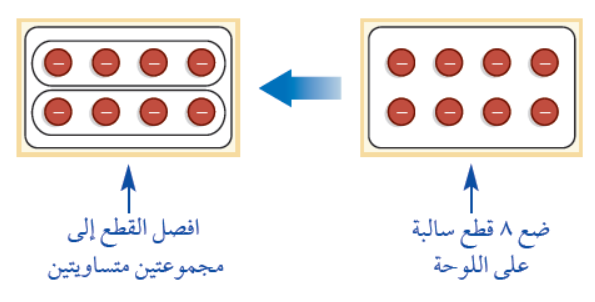 ضع ٨ قطع سالبة
على اللوحة
افصل القطع إلى
مجموعتين متساويتين